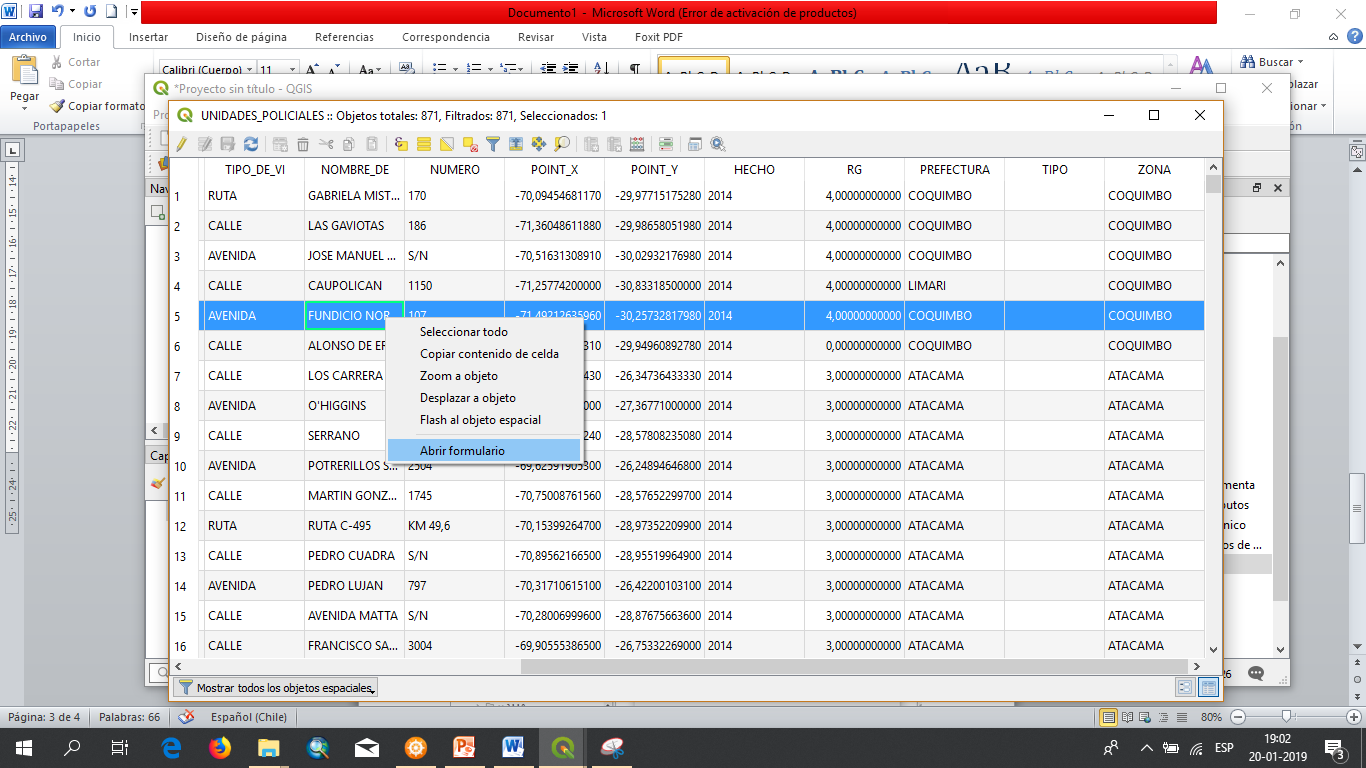 Documento1 - Microsoft Word (Error de activación de productos)
Archivo Inicio Insertar Diseño de página Referencias Correspondencia Revisar Vista Foxit PDF
Pegar Cortar Copiar Copiar formato
Portapapeles
Calibri (Cuerpo) 11
Buscar
*Proyecto sin título - QGIS
UNIDADES_POLICIALES :: Objetos totales: 871, Filtrados: 871, Seleccionados: 1
TIPO_DE_VI NOMBRE_DE NUMERO POINT_X POINT_Y HECHO RG PREFECTURA TIPO ZONA
1 RUTA GABRIELA MIST... 170 -70,09454681170 -29,97715175280 2014 4,00000000000 COQUIMBO COQUIMBO
2 CALLE LAS GAVIOTAS 186 -71,36048611880 -29,98658051980 2014 4,00000000000 COQUIMBO COQUIMBO
3 AVENIDA JOSE MANUEL ... S/N -70,51631308910 -30,02932176980 2014 4,00000000000 COQUIMBO COQUIMBO
4 CALLE CAUPOLICAN 1150 -71,25774200000 -30,83318500000 2014 4,00000000000 LIMARI COQUIMBO
5 AVENIDA FUNDICIO NOR 107 -71,49212635960 -30,25732817980 2014 4,00000000000 COQUIMBO COQUIMBO
6 CALLE ALONSO DE ER 310 -29,94960892780 2014 0,00000000000 COQUIMBO COQUIMBO
7 CALLE LOS CARRERA 430 -26,34736433330 2014 3,00000000000 ATACAMA ATACAMA
8 AVENIDA O'HIGGINS 000 -27,36771000000 2014 3,00000000000 ATACAMA ATACAMA
9 CALLE SERRANO 240 -28,57808235080 2014 3,00000000000 ATACAMA ATACAMA
10 AVENIDA POTRERILLOS S... 2504 -69,62591905300 -26,24894646800 2014 3,00000000000 ATACAMA ATACAMA
11 CALLE MARTIN GONZ... 1745 -70,75008761560 -28,57652299700 2014 3,00000000000 ATACAMA ATACAMA
12 RUTA RUTA C-495 KM 49,6 -70,15399264700 -28,97352209900 2014 3,00000000000 ATACAMA ATACAMA
13 CALLE PEDRO CUADRA S/N -70,89562166500 -28,95519964900 2014 3,00000000000 ATACAMA ATACAMA
14 AVENIDA PEDRO LUJAN 797 -70,31710615100 -26,42200103100 2014 3,00000000000 ATACAMA ATACAMA
15 CALLE AVENIDA MATTA S/N -70,28006999600 -28,87675663600 2014 3,00000000000 ATACAMA ATACAMA
16 CALLE FRANCISCO SA... 3004 -69,90555386500 -26,75332269000 2014 3,00000000000 ATACAMA ATACAMA
Seleccionar todo
Copiar contenido de celda
Zoom a objeto
Desplazar a objeto
Flash al objeto espacial
Abrir formulario
Mostrar todos los objetos espaciales
Página: 3 de 4 Palabras: 66 Español (Chile) 80%
ESP 19:02
20-01-2019 3